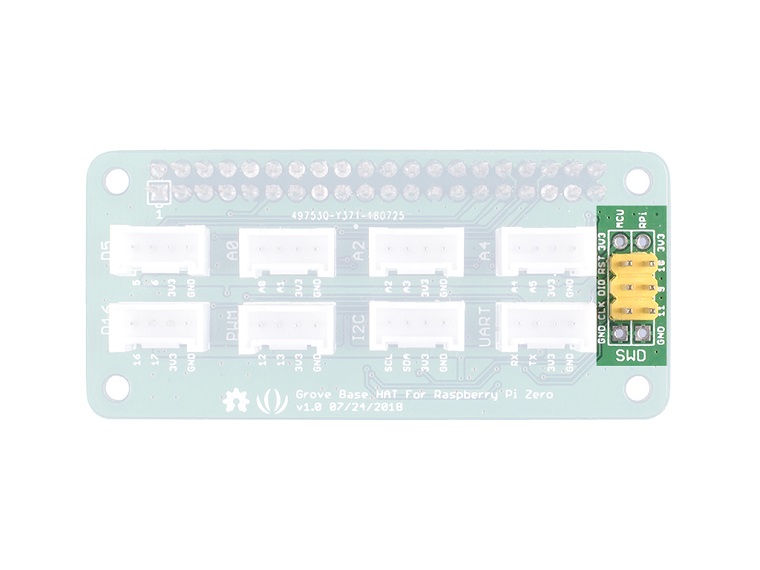 1
497530-Y371-180725
MCU
RPi
D5
A0
A2
A4
3V3
3V3
RST
16
DIO
9
CLK
11
GND
GND
5
6
3V3
GND
A0
A1
3V3
GND
A2
A3
3V3
GND
A4
A5
3V3
GND
D16
PWM
I2C
UART
SWD
16
17
3V3
GND
12
13
3V3
GND
SCL
SDA
3V3
GND
RX
TX
3V3
GND
Grove Base HAT For Raspberry Pi Zero
v1.0 07/24/2018